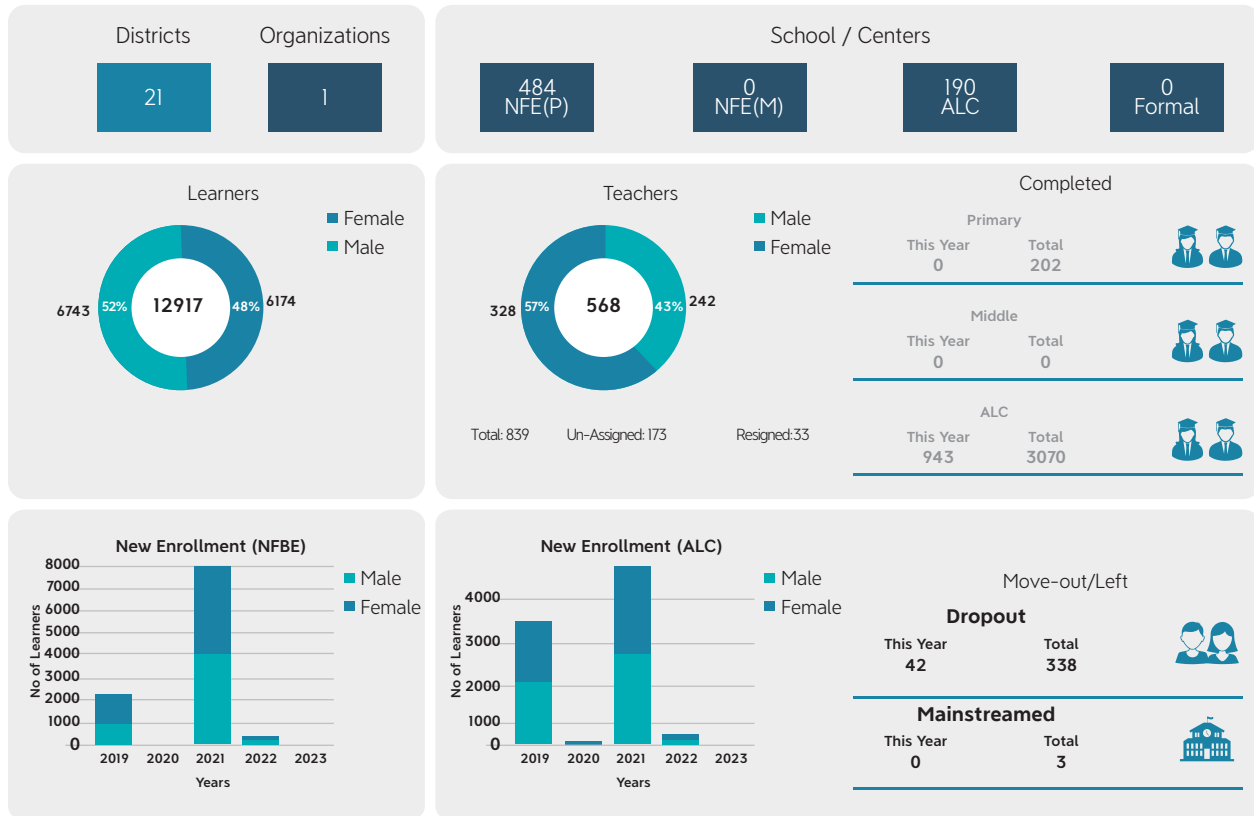 Districts
Organizations
21
1
School / Centers
484
NFE(P)
0
NFE(M)
190
ALC
0
Formal
Learners
Female
Male
6743
52%
12917
48%
6174
Teachers
Male
Female
328
57%
568
43%
242
Total: 839
Un-Assigned: 173
Resigned:33
Completed
Primary
This Year
Total
0
202
Middle
This Year
Total
0
0
ALC
This Year
Total
943
3070
New Enrollment (NFBE)
No of Learners
8000
7000
6000
5000
4000
3000
2000
1000
0
2019 2020 2021 2022 2023
Years
Male
Female
New Enrollment (ALC)
No of Learners
4000
3000
2000
1000
0
2019 2020 2021 2022 2023
Years
Male
Female
Move-out/Left
Dropout
This Year
Total
42
338
Mainstreamed
This Year
Total
0
3